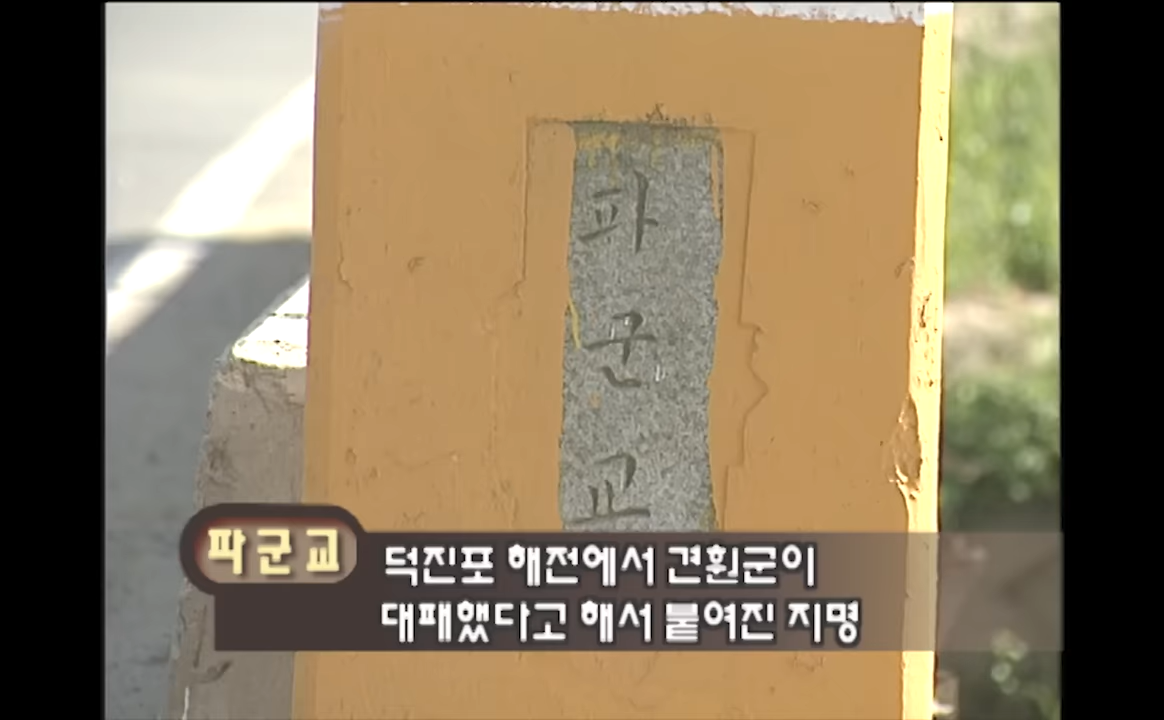 파
군
교
파군교
덕진포 해전에서 견훤군이
대패했다고 해서 붙여진 지명